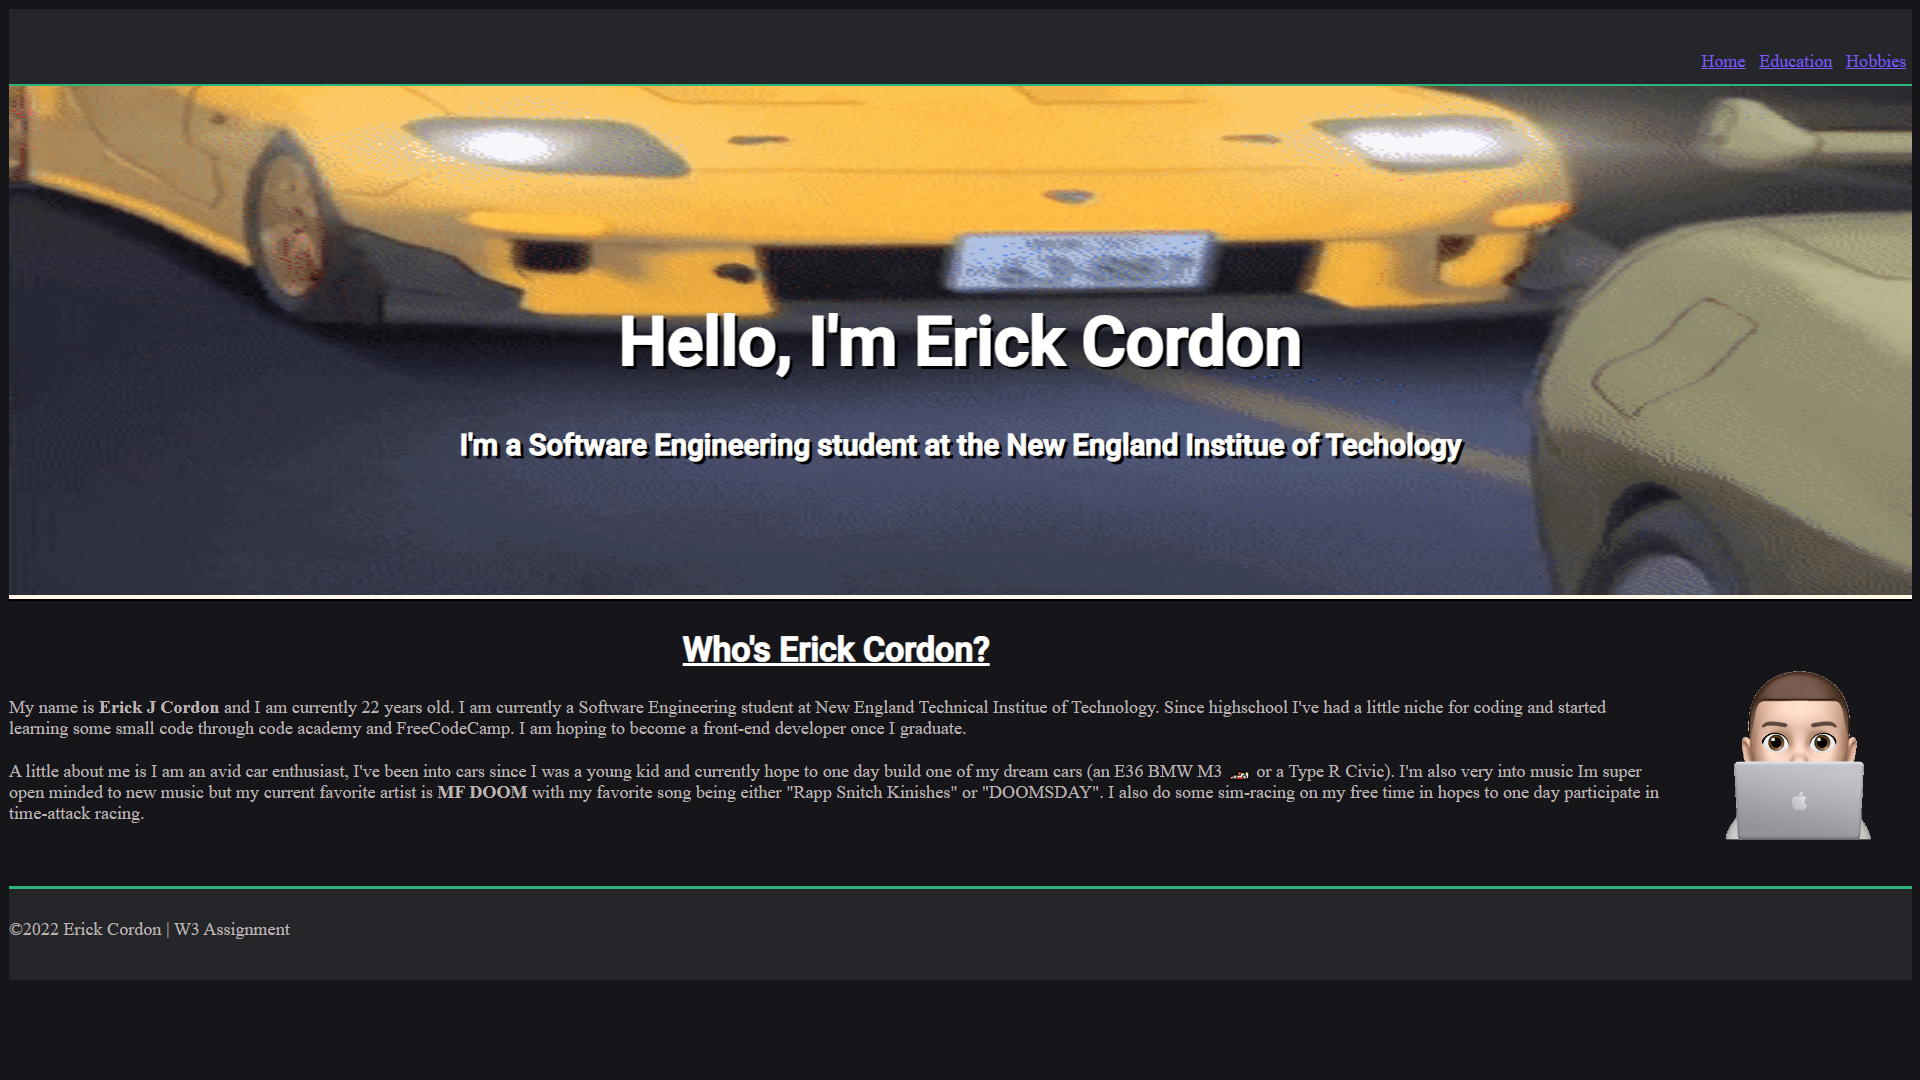 Home Education Hobbies
Hello, I'm Erick Cordon
I'm a Software Engineering student at the New England Institue of Techology
Who's Erick Cordon?
My name is Erick J Cordon and I am currently 22 years old. I am currently a Software Engineering student at New England Technical Institue of Technology. Since highschool I've had a little niche for coding and started
learning some small code through code academy and FreeCodeCamp. I am hoping to become a front-end developer once I graduate.
A little about me is I am an avid car enthusiast, I've been into cars since I was a young kid and currently hope to one day build one of my dream cars (an E36 BMW M3 🏎 or a Type R Civic). I'm also very into music Im super
open minded to new music but my current favorite artist is MF DOOM with my favorite song being either "Rapp Snitch Kinishes" or "DOOMSDAY". I also do some sim-racing on my free time in hopes to one day participate in
time-attack racing.
©2022 Erick Cordon | W3 Assignment